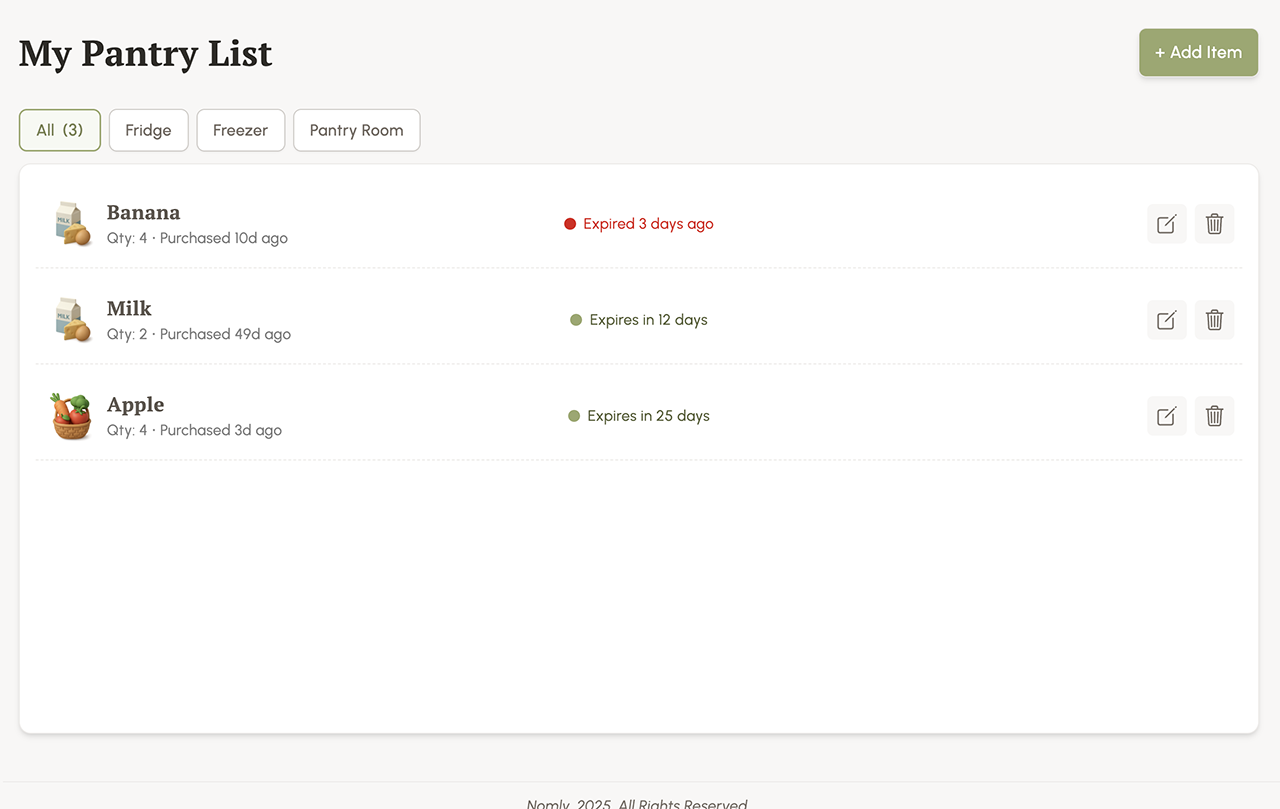 My Pantry List
+ Add Item
All (3)
Fridge
Freezer
Pantry Room
MILK
Banana
Qty: 4 · Purchased 10d ago
Expired 3 days ago
MILK
Milk
Qty: 2 · Purchased 49d ago
Expires in 12 days
Apple
Qty: 4 · Purchased 3d ago
Expires in 25 days
Nomly, 2025, All Rights Reserved